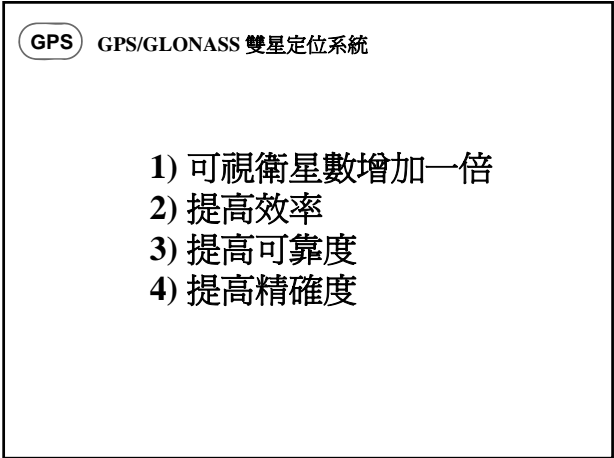 GPS GPS/GLONASS 雙星定位系統
1) 可視衛星數增加一倍
2) 提高效率
3) 提高可靠度
4) 提高精確度